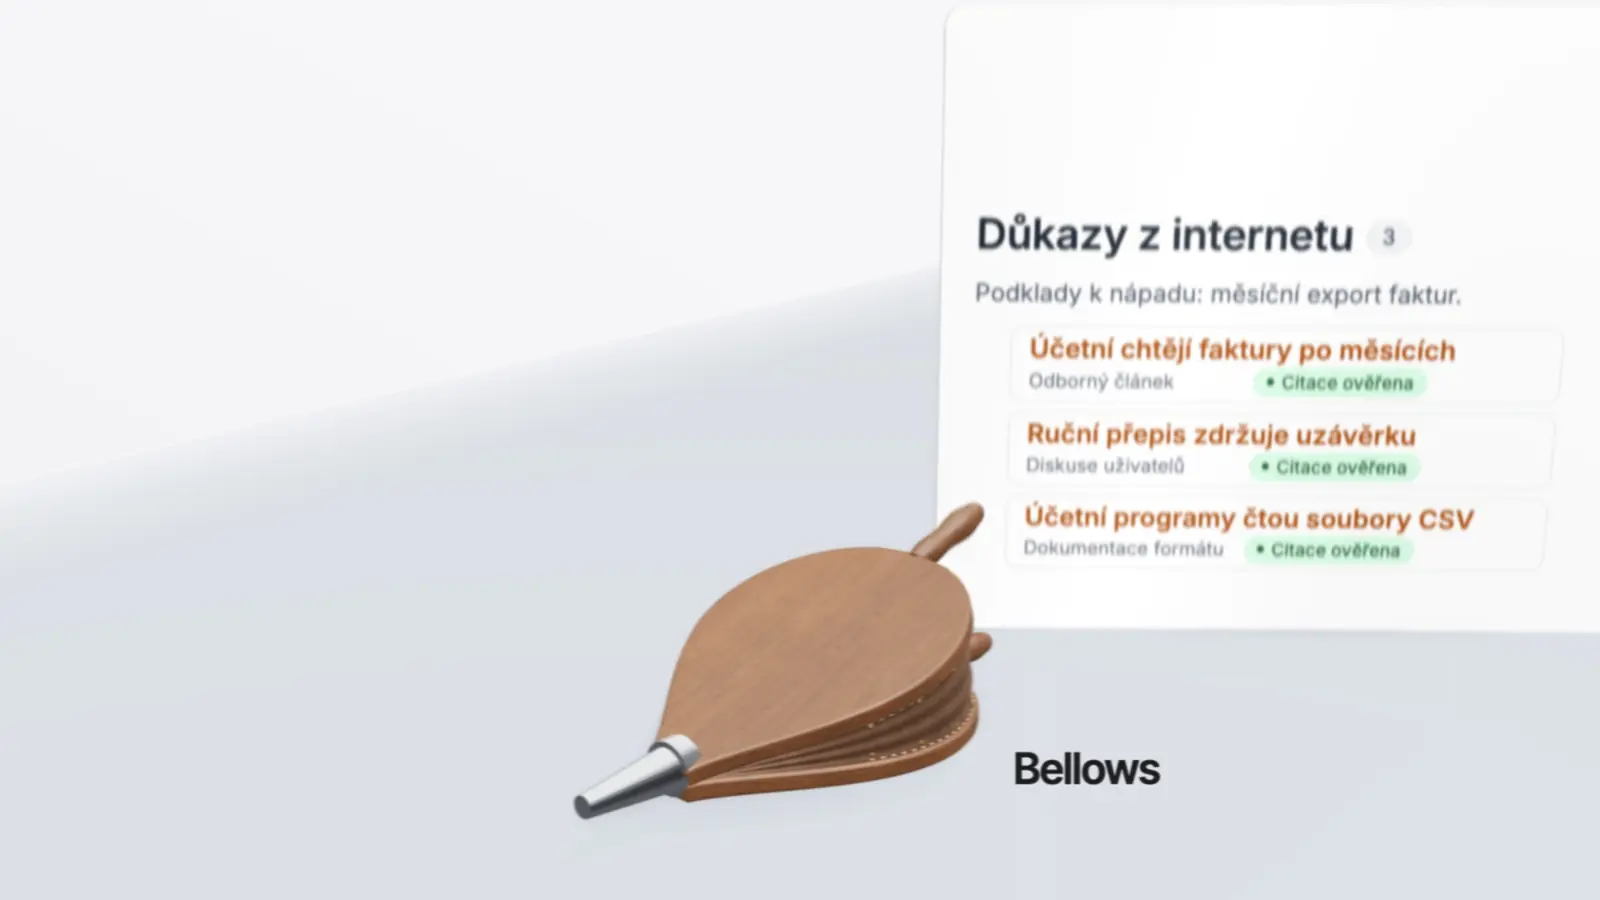 Důkazy z internetu 3
Podklady k nápadu: měsíční export faktur.
Účetní chtějí faktury po měsících
Odborný článek • Citace ověřena
Ruční přepis zdržuje uzávěrku
Diskuse uživatelů • Citace ověřena
Účetní programy čtou soubory CSV
Dokumentace formátu • Citace ověřena
Bellows